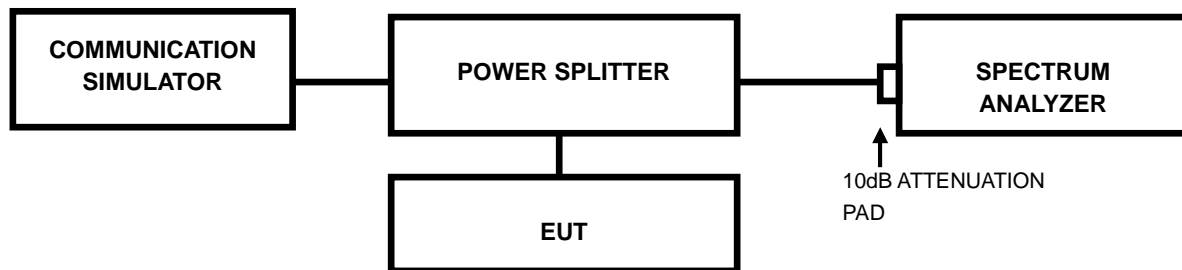 COMMUNICATION
SIMULATOR
POWER SPLITTER
SPECTRUM
ANALYZER
10dB ATTENUATION
PAD
EUT